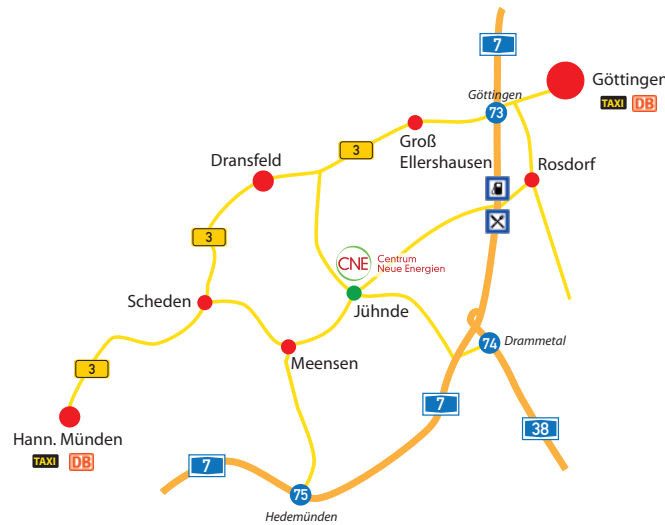 7
Göttingen
Göttingen
TAXI DB
73
3
Groß
Ellershausen
Dransfeld
Rosdorf
3
CNE Centrum
Neue Energien
Scheden
Jühnde
Drammetal
74
Meensen
3
7
Hann. Münden
38
TAXI DB
7
75
Hedemünden